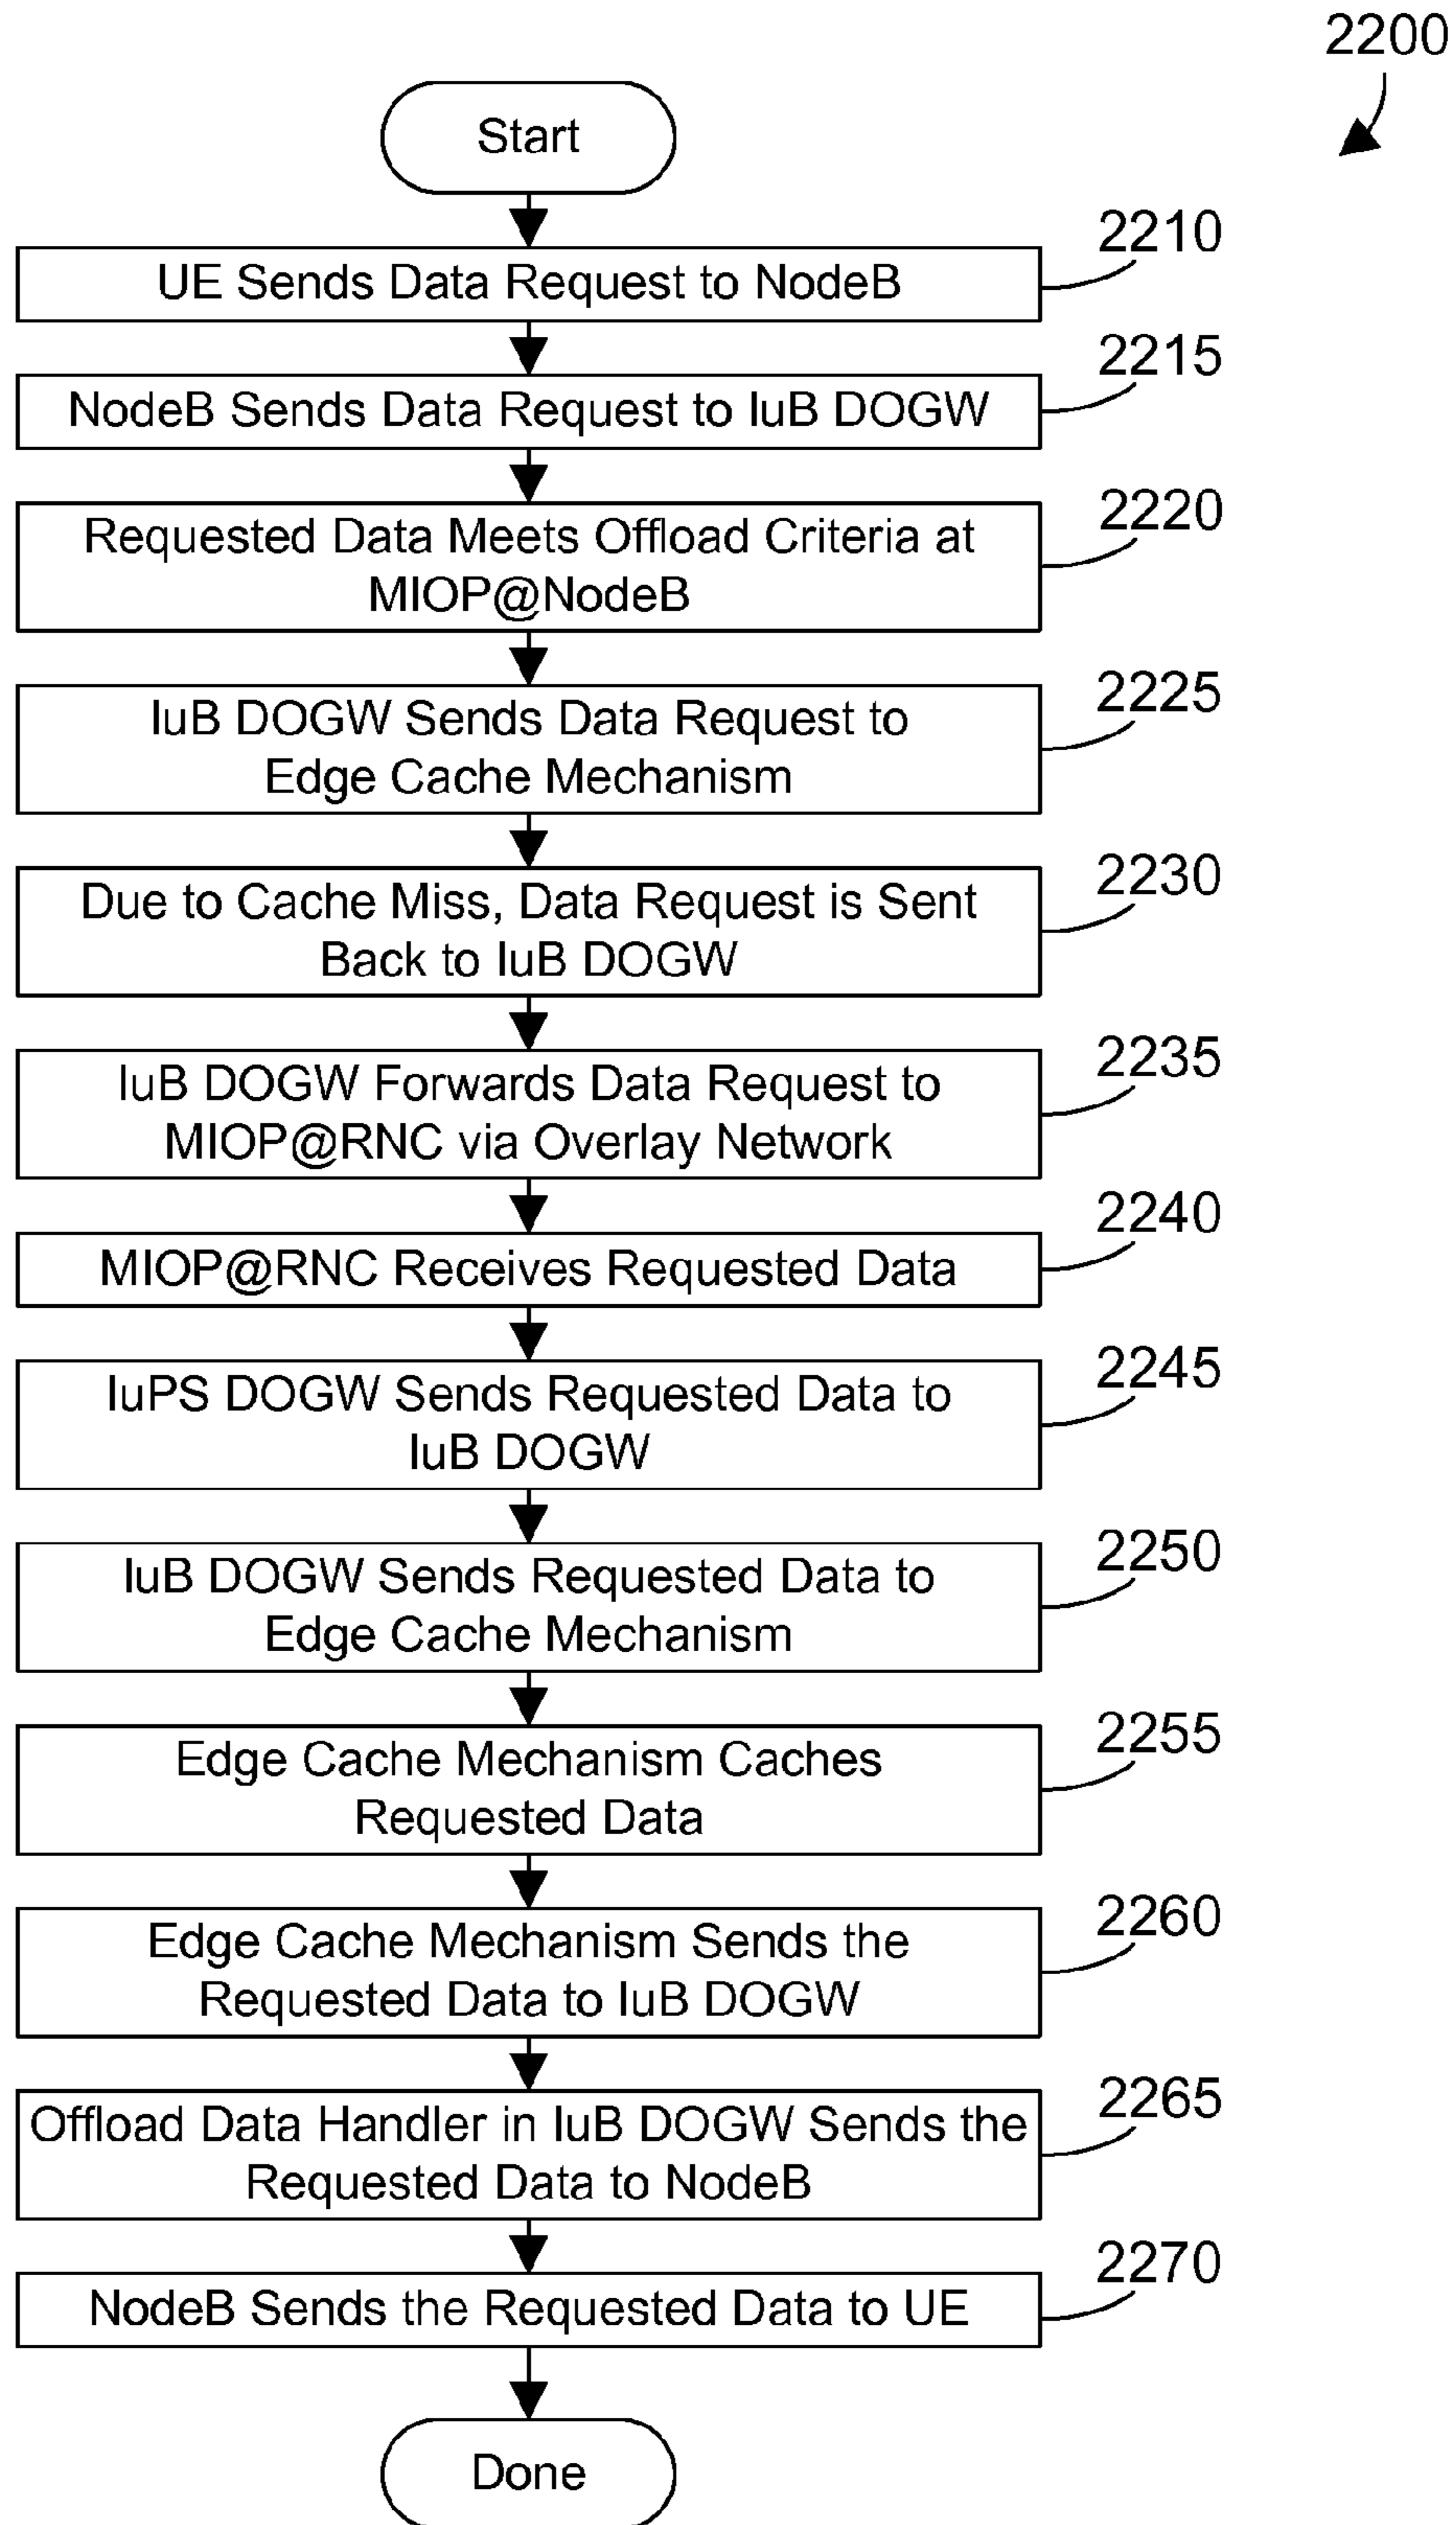 2200
Start
2210
UE Sends Data Request to NodeB
2215
NodeB Sends Data Request to IuB DOGW
2220
Requested Data Meets Offload Criteria at
MIOP@NodeB
2225
IuB DOGW Sends Data Request to
Edge Cache Mechanism
2230
Due to Cache Miss, Data Request is Sent
Back to IuB DOGW
2235
IuB DOGW Forwards Data Request to
MIOP@RNC via Overlay Network
2240
MIOP@RNC Receives Requested Data
2245
IuPS DOGW Sends Requested Data to
IuB DOGW
2250
IuB DOGW Sends Requested Data to
Edge Cache Mechanism
2255
Edge Cache Mechanism Caches
Requested Data
2260
Edge Cache Mechanism Sends the
Requested Data to IuB DOGW
2265
Offload Data Handler in IuB DOGW Sends the
Requested Data to NodeB
2270
NodeB Sends the Requested Data to UE
Done